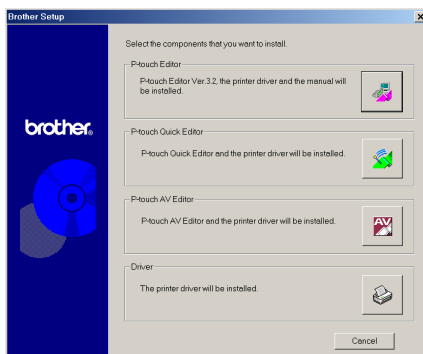 Brother Setup
Select the components that you want to install.
P-touch Editor
P-touch Editor Ver.3.2, the printer driver and the manual will
be installed.
brother®
P-touch Quick Editor
P-touch Quick Editor and the printer driver will be installed.
P-touch AV Editor
P-touch AV Editor and the printer driver will be installed.
AV
Driver
The printer driver will be installed.
Cancel